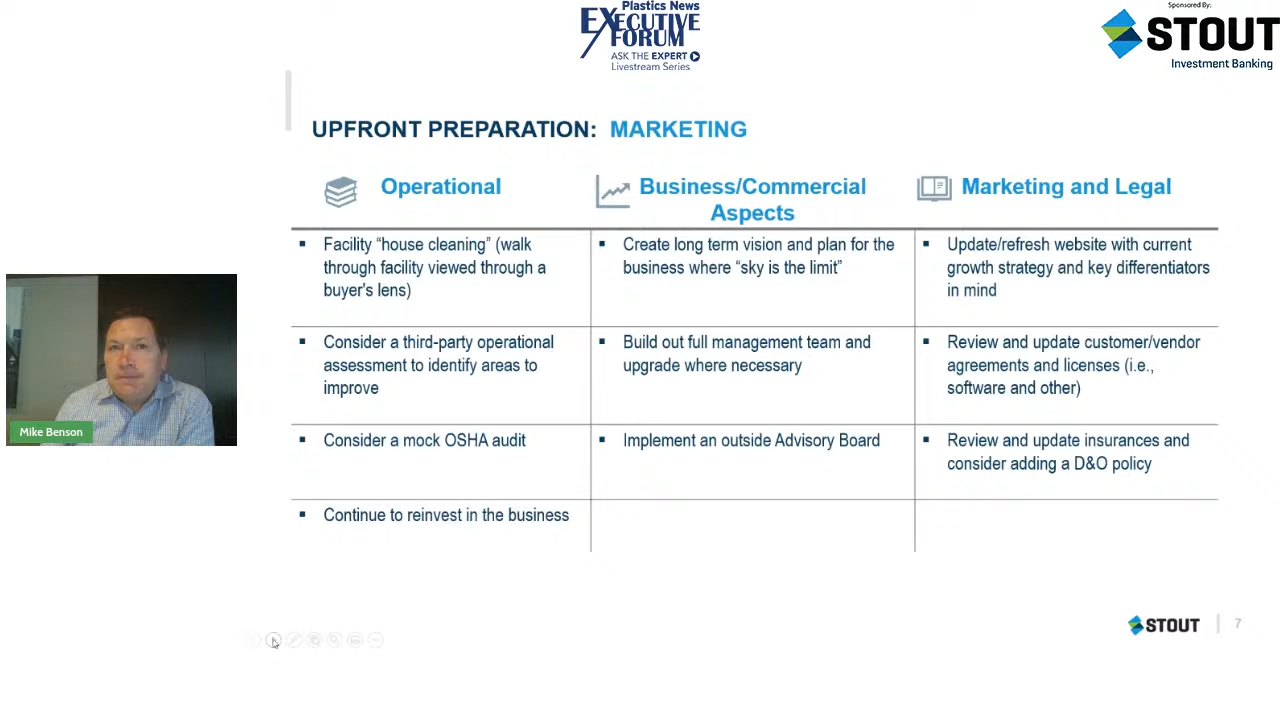 Plastics News
EXECUTIVE
FORUM
ASK THE EXPERT
Livestream Series
Sponsored By:
STOUT
Investment Banking
UPFRONT PREPARATION: MARKETING
Operational
Business/Commercial
Aspects
Marketing and Legal
▪ Facility “house cleaning” (walk
through facility viewed through a
buyer's lens)
▪ Create long term vision and plan for the
business where “sky is the limit”
▪ Update/refresh website with current
growth strategy and key differentiators
in mind
▪ Consider a third-party operational
assessment to identify areas to
improve
▪ Build out full management team and
upgrade where necessary
▪ Review and update customer/vendor
agreements and licenses (i.e.,
software and other)
▪ Consider a mock OSHA audit
▪ Implement an outside Advisory Board
▪ Review and update insurances and
consider adding a D&O policy
▪ Continue to reinvest in the business
Mike Benson
STOUT
7